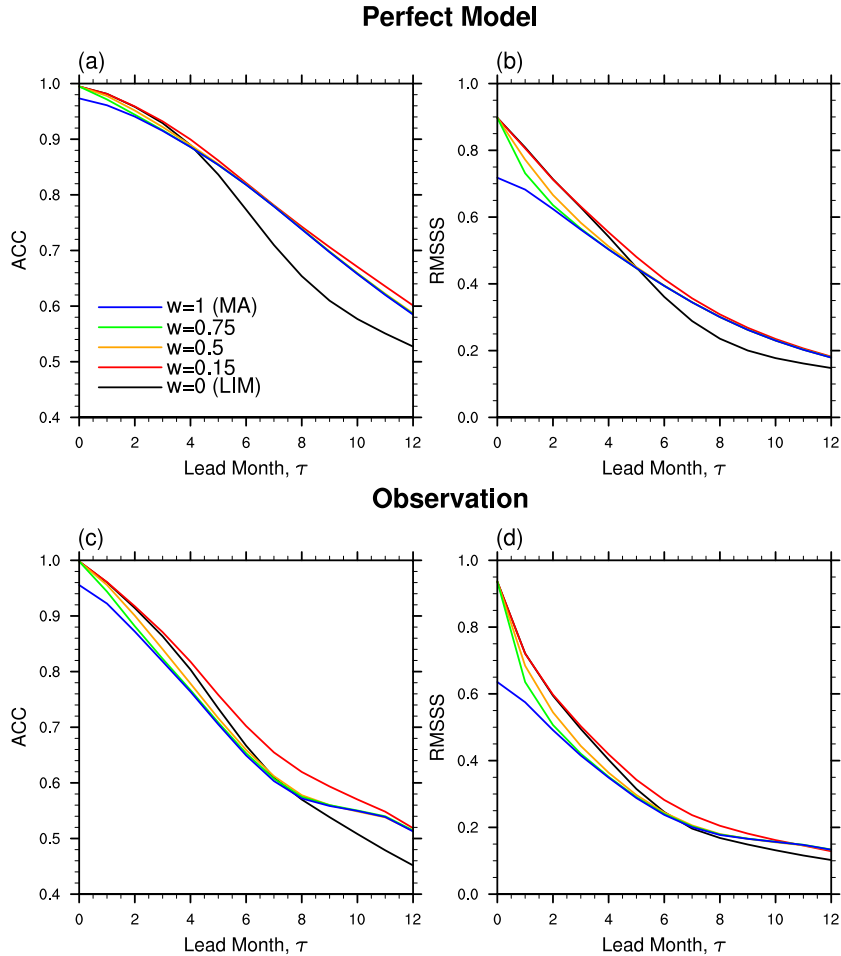 Perfect Model
(a)
(b)
1.0
0.9
0.8
0.7
0.6
0.5
0.4
ACC
w=1 (MA)
w=0.75
w=0.5
w=0.15
w=0 (LIM)
0 2 4 6 8 10 12
Lead Month, τ
1.0
0.8
0.6
0.4
0.2
0.0
RMSSS
0 2 4 6 8 10 12
Lead Month, τ
Observation
(c)
(d)
1.0
0.9
0.8
0.7
0.6
0.5
0.4
ACC
0 2 4 6 8 10 12
Lead Month, τ
1.0
0.8
0.6
0.4
0.2
0.0
RMSSS
0 2 4 6 8 10 12
Lead Month, τ